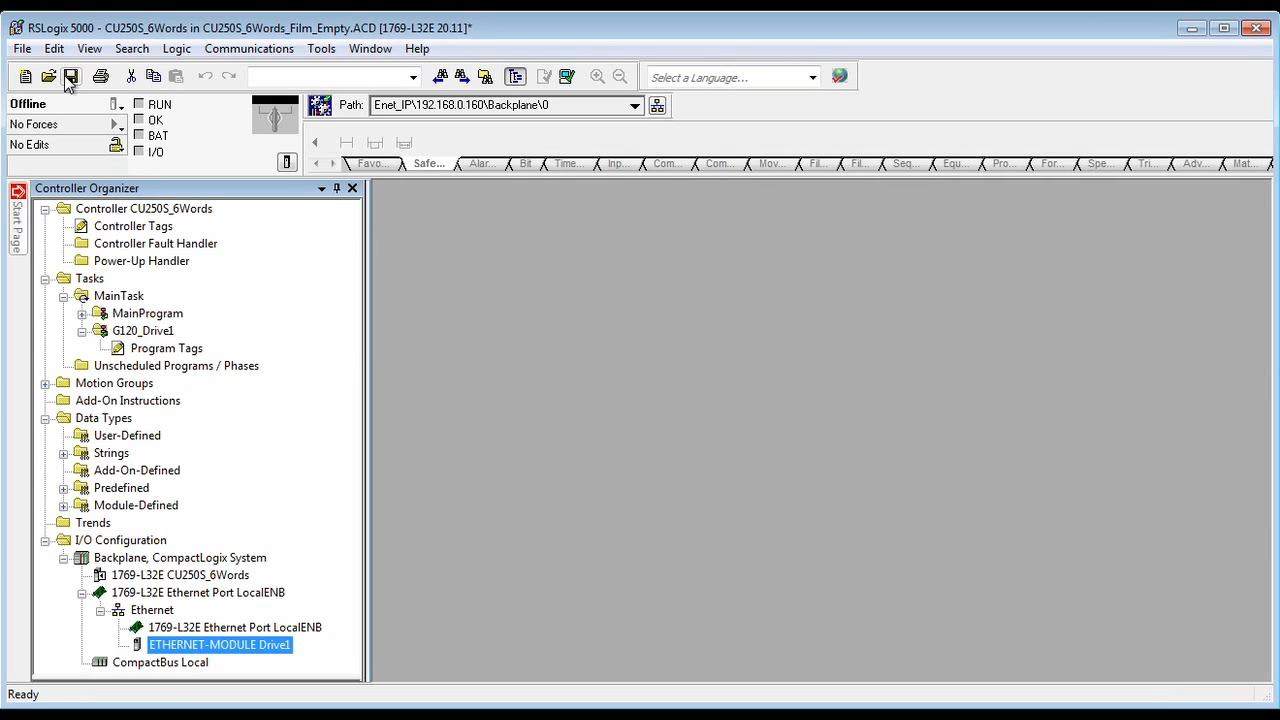 RSLogix 5000 - CU250S_6Words in CU250S_6Words_Film_Empty.ACD [1769-L32E 20.11]*
File Edit View Search Logic Communications Tools Window Help
Select a Language...
Offline RUN
Path: Enet_IP\192.168.0.160\Backplane\0
No Forces OK
BAT
No Edits
I/O
Favo... Safe... Alar... Bit Time... Inp... Com... Com... Mov... Fil... Fil... Seq... Equ... Pro... For... Spe... Tri... Adv... Mat...
Start Page
Controller Organizer
Controller CU250S_6Words
Controller Tags
Controller Fault Handler
Power-Up Handler
Tasks
MainTask
MainProgram
G120_Drive1
Program Tags
Unscheduled Programs / Phases
Motion Groups
Add-On Instructions
Data Types
User-Defined
Strings
Add-On-Defined
Predefined
Module-Defined
Trends
I/O Configuration
Backplane, CompactLogix System
1769-L32E CU250S_6Words
1769-L32E Ethernet Port LocalENB
Ethernet
1769-L32E Ethernet Port LocalENB
ETHERNET-MODULE Drive1
CompactBus Local
Ready